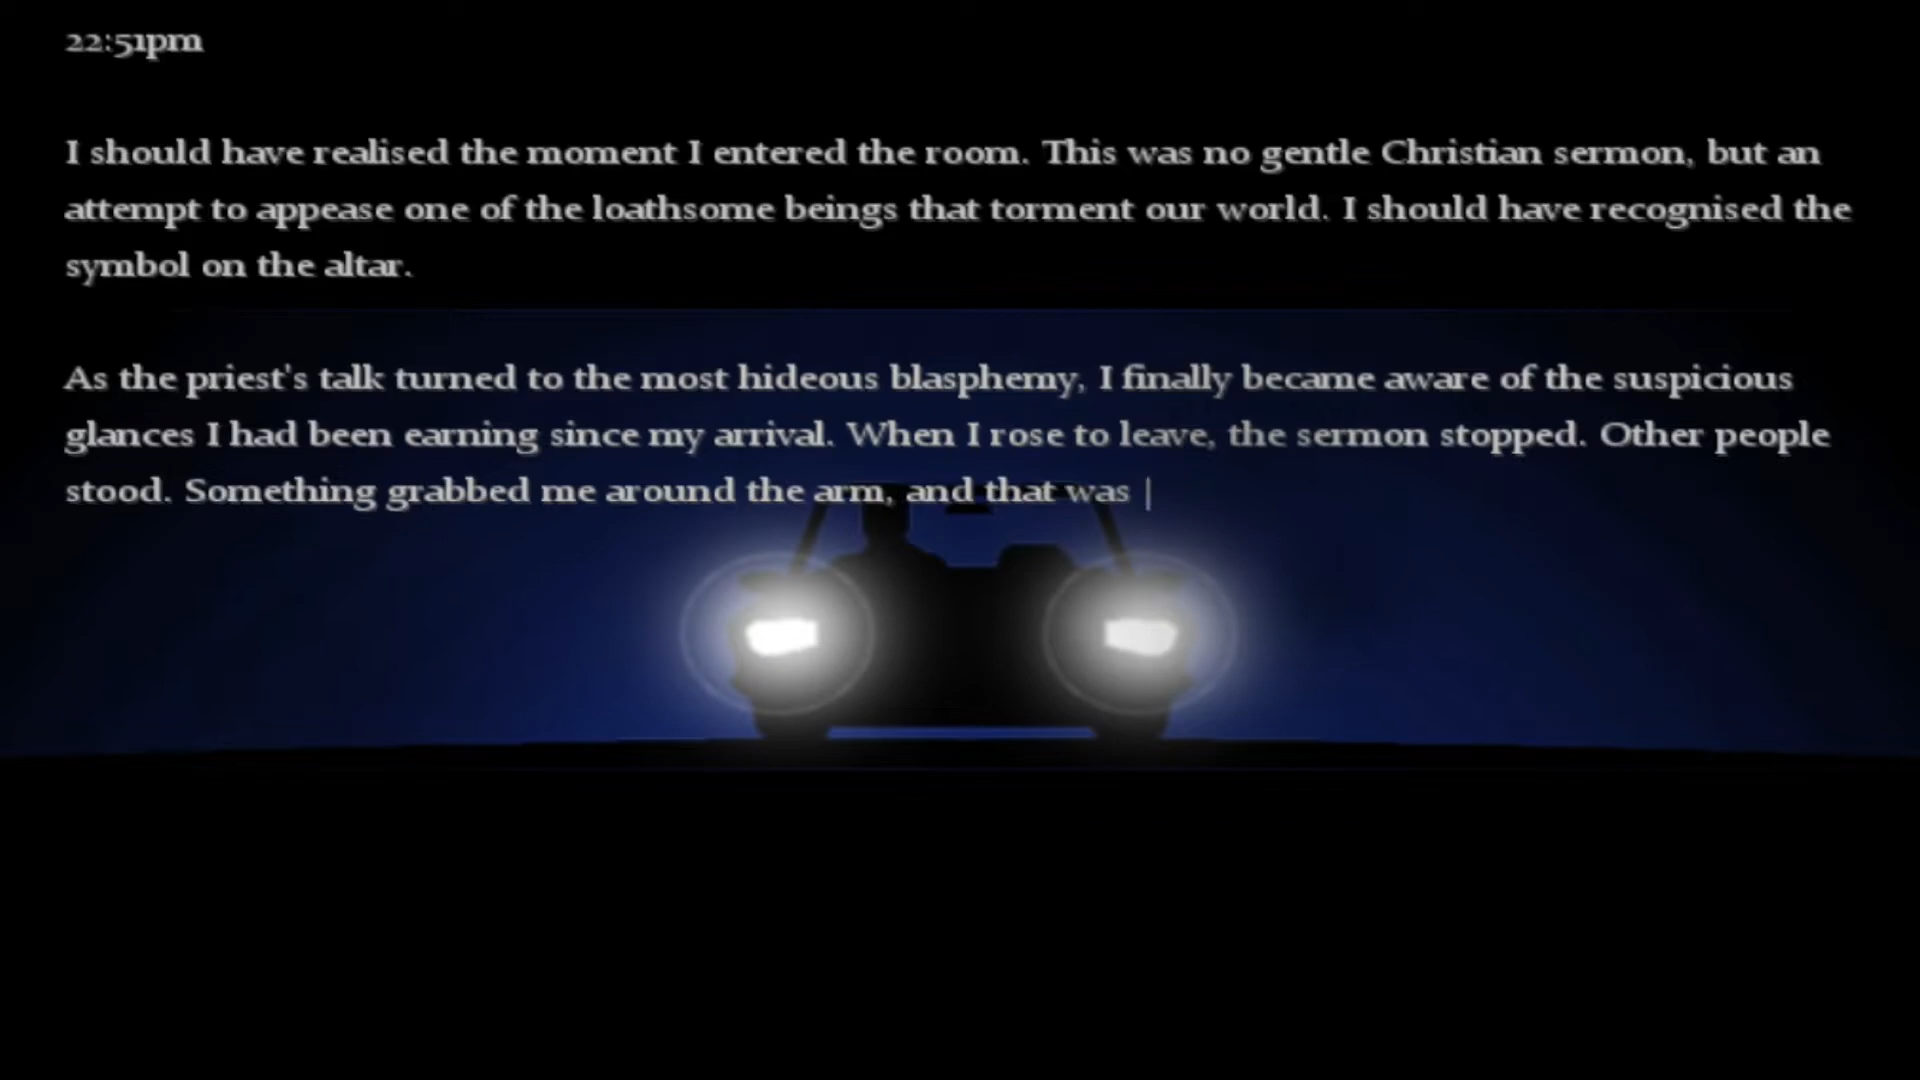 22:51pm
I should have realised the moment I entered the room. This was no gentle Christian sermon, but an
attempt to appease one of the loathsome beings that torment our world. I should have recognised the
symbol on the altar.
As the priest's talk turned to the most hideous blasphemy, I finally became aware of the suspicious
glances I had been earning since my arrival. When I rose to leave, the sermon stopped. Other people
stood. Something grabbed me around the arm, and that was |